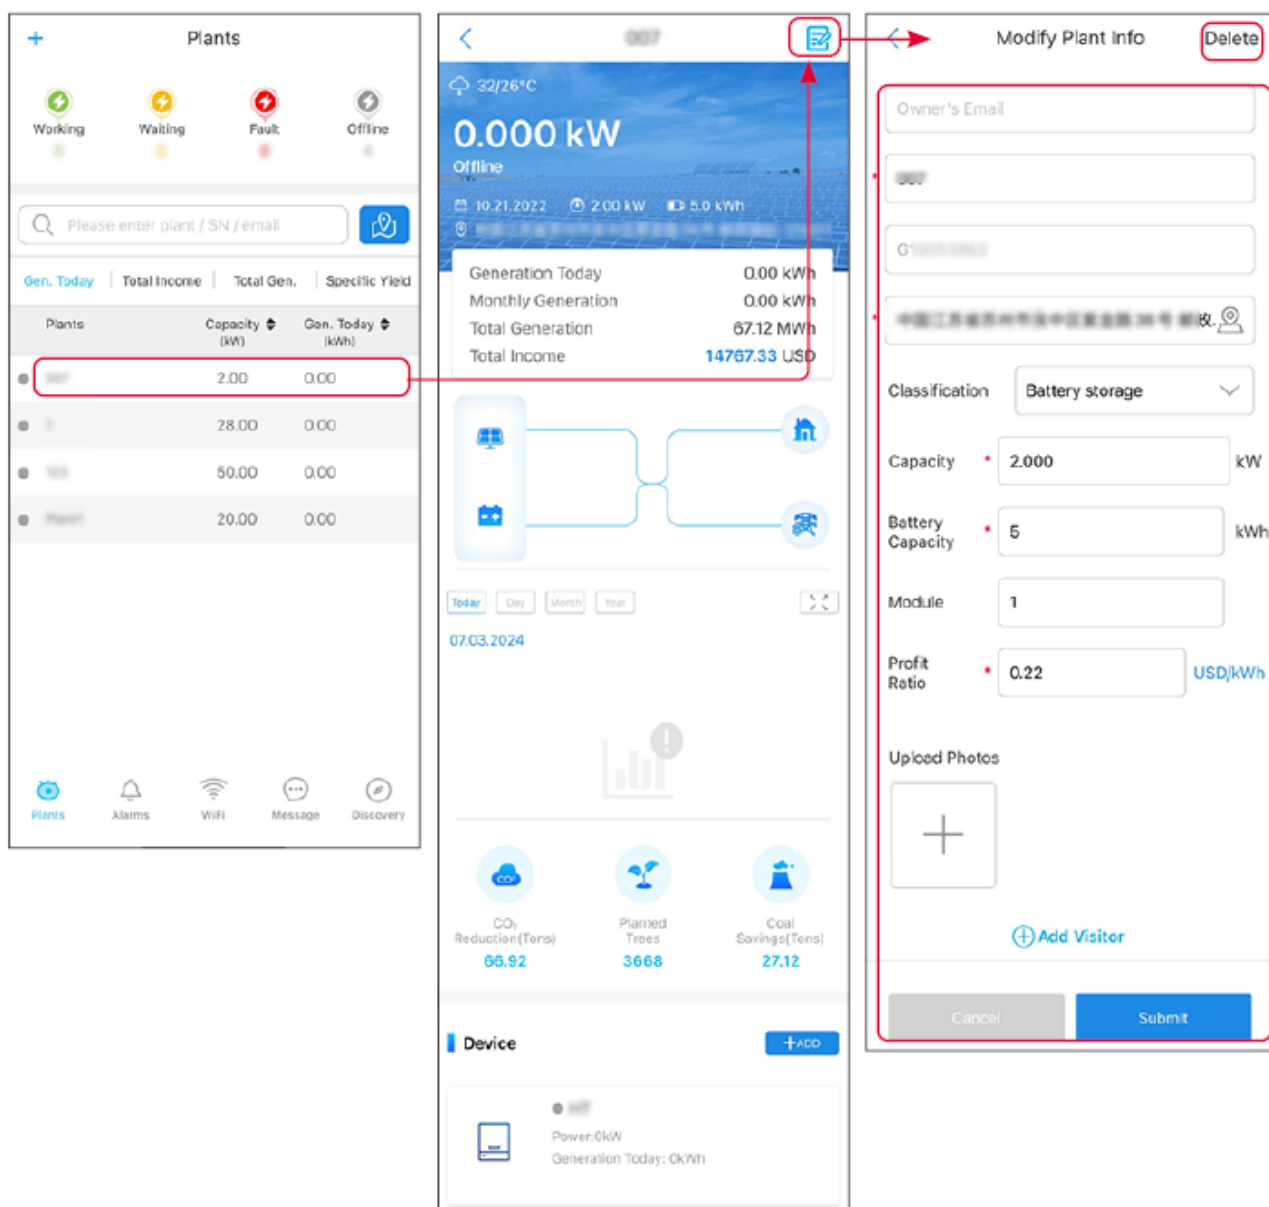 Plants
Working
Waiting
Fault
Offline
Please enter plant / SN / email
Gen. Today
Total Income
Total Gen.
Specific Yield
Plants
Capacity
(kW)
Gen. Today
(kWh)
2.00
0.00
28.00
0.00
50.00
0.00
20.00
0.00
Plants
Alarms
WiFi
Message
Discovery
007
32/26°C
0.000 kW
Offline
10.21.2022
2.00 kW
5.0 kWh
Generation Today
0.00 kWh
Monthly Generation
0.00 kWh
Total Generation
67.12 MWh
Total Income
14767.33 USD
Today
Day
Month
Year
07.03.2024
CO₂
Reduction(Tons)
66.92
Planted
Trees
3668
Coal
Savings(Tons)
27.12
Device
+ADD
HT
Power:0kW
Generation Today: 0kWh
Modify Plant Info
Delete
Owner's Email
* 007
Classification
Battery storage
Capacity * 2.000 kW
Battery
Capacity * 5 kWh
Module 1
Profit
Ratio * 0.22 USD/kWh
Upload Photos
Add Visitor
Cancel
Submit